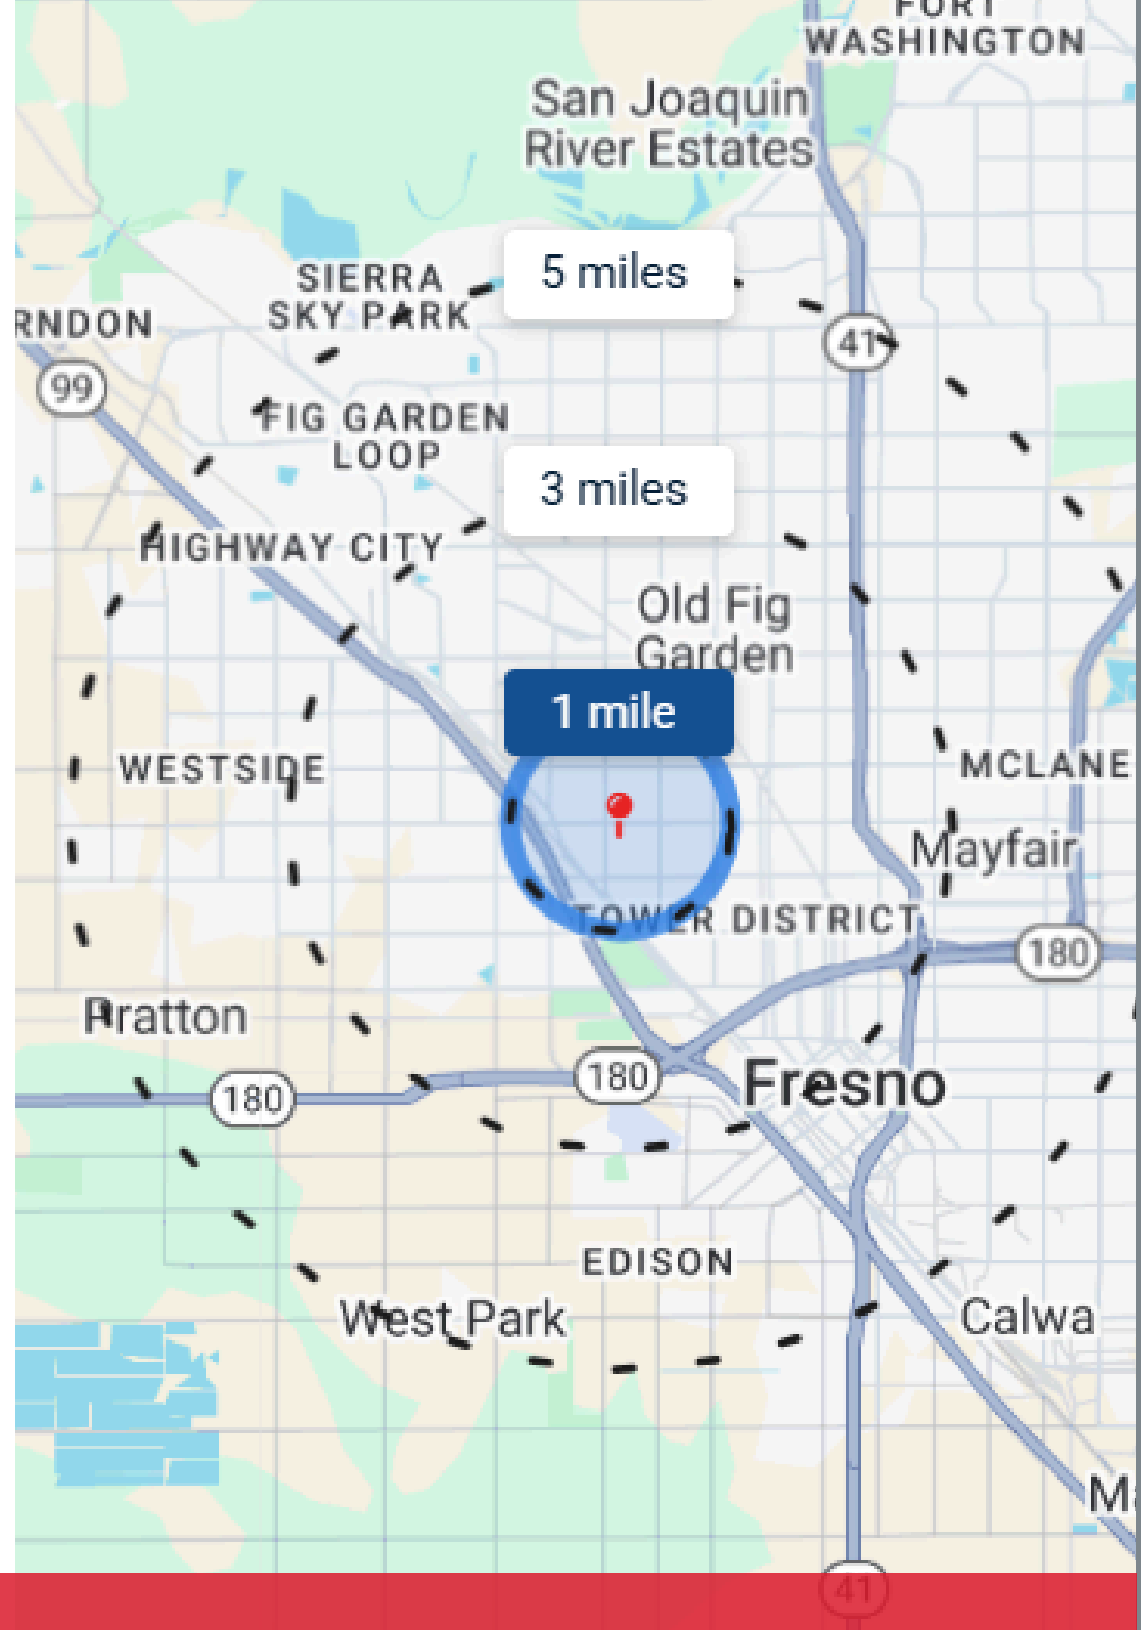 FORT
WASHINGTON
San Joaquin
River Estates
5 miles
SIERRA
SKY PARK
RNDON
41
99
FIG GARDEN
LOOP
3 miles
HIGHWAY CITY
Old Fig
Garden
1 mile
WESTSIDE
MCLANE
Mayfair
TOWER DISTRICT
180
Pratton
180
180
Fresno
EDISON
West Park
Calwa
Ma
41